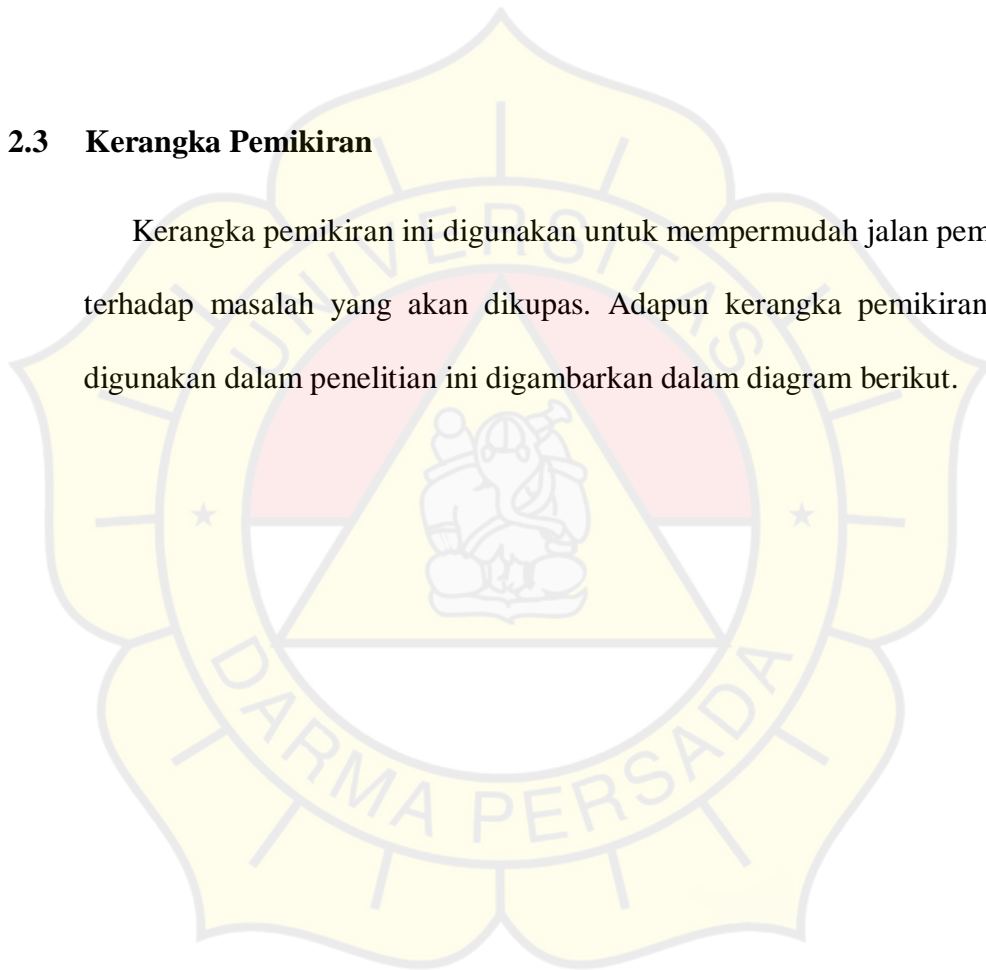 2.3 Kerangka Pemikiran
Kerangka pemikiran ini digunakan untuk mempermudah jalan
terhadap masalah yang akan dikupas. Adapun kerangka pemikiran
digunakan dalam penelitian ini digambarkan dalam diagram berikut.
UNIVERSITAS
DARMA PERSADA